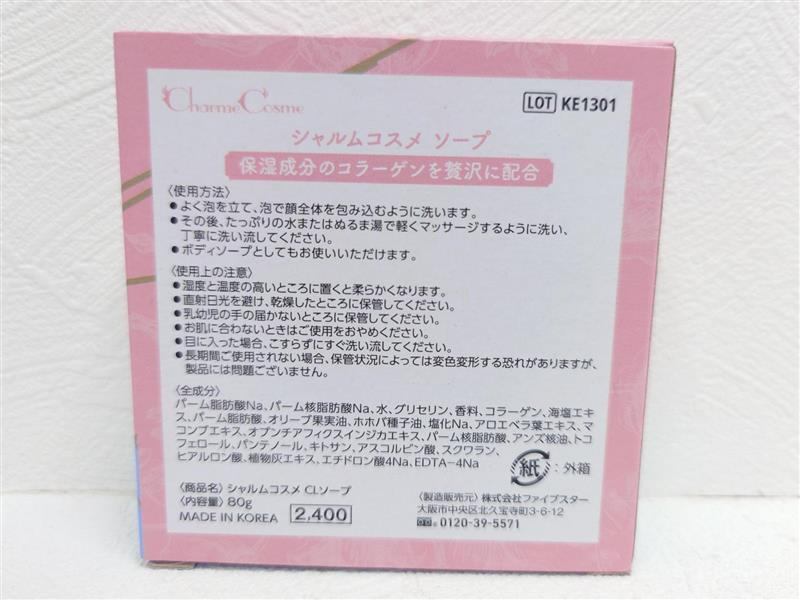 Charme Cosme
LOT KE1301
シャルムコスメ ソープ
保湿成分のコラーゲンを贅沢に配合
〈使用方法〉
●よく泡を立て、泡で顔全体を包み込むように洗います。
●その後、たっぷりの水またはぬるま湯で軽くマッサージするように洗い、
丁寧に洗い流してください。
●ボディソープとしてもお使いいただけます。
〈使用上の注意〉
●湿度と温度の高いところに置くと柔らかくなります。
●直射日光を避け、乾燥したところに保管してください。
●乳幼児の手の届かないところに保管してください。
●お肌に合わないときはご使用をおやめください。
●目に入った場合、こすらずにすぐ洗い流してください。
●長期間ご使用されない場合、保管状況によっては変色変形する恐れがありますが、
製品には問題ございません。
〈全成分〉
パーム脂肪酸Na、パーム核脂肪酸Na、水、グリセリン、香料、コラーゲン、海塩エキ
ス、パーム脂肪酸、オリーブ果実油、ホホバ種子油、塩化Na、アロエベラ葉エキス、マ
コンブエキス、オプンチアフィクスインジカエキス、パーム核脂肪酸、アンズ核油、トコ
フェロール、パンテノール、キトサン、アスコルビン酸、スクワラン、
ヒアルロン酸、植物灰エキス、エチドロン酸4Na、EDTA−4Na
紙:外箱
〈商品名〉 シャルムコスメ CLソープ
〈内容量〉 80g
MADE IN KOREA 2,400
〈製造販売元〉 株式会社ファイブスター
大阪市中央区北久宝寺町3-6-12
0120-39-5571